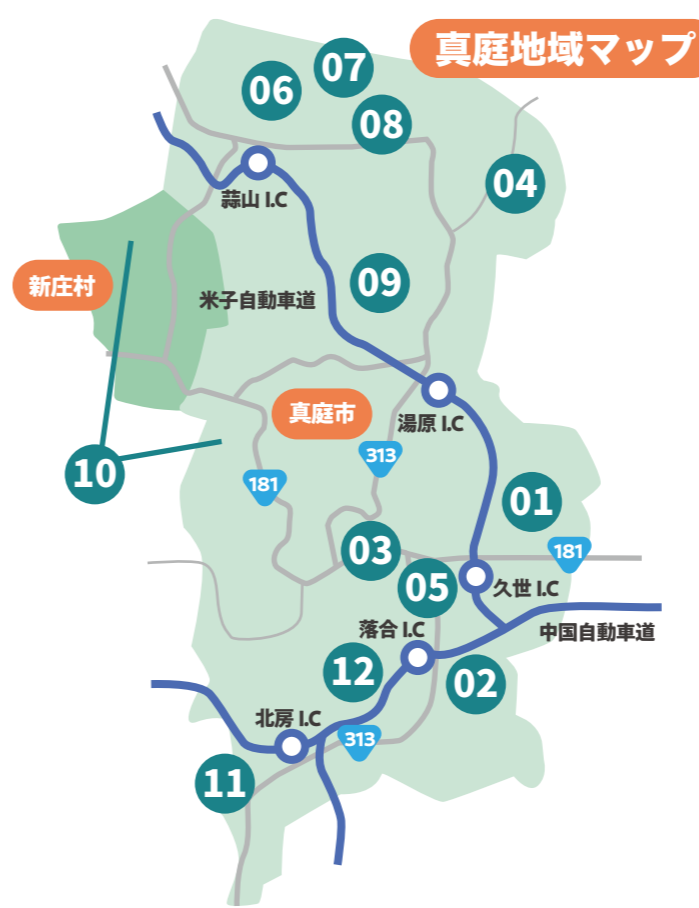 真庭地域マップ
07
06
08
04
蒜山 I.C
新庄村
09
米子自動車道
真庭市
湯原 I.C
313
10
181
01
03
181
05
久世 I.C
落合 I.C
中国自動車道
12
02
北房 I.C
313
11